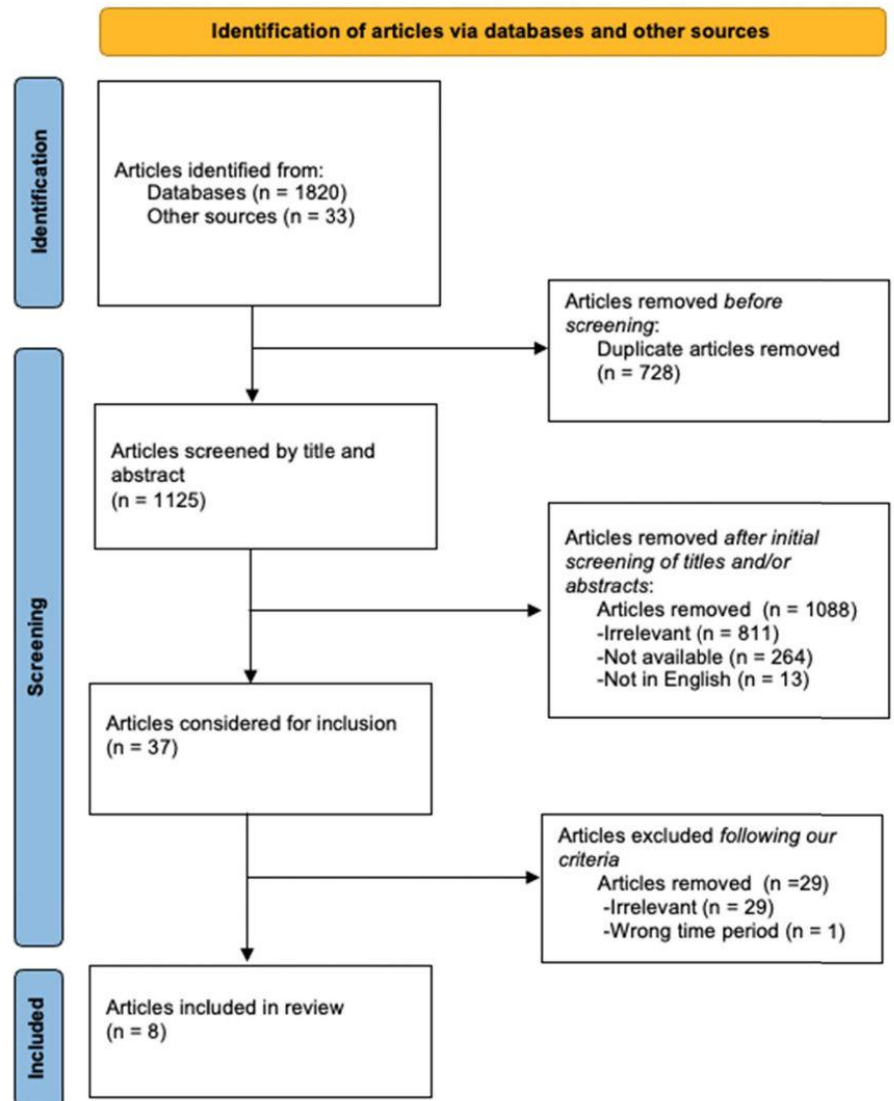 Identification of articles via databases and other sources
Identification
Articles identified from:
Databases (n = 1820)
Other sources (n = 33)
Articles removed before
screening:
Duplicate articles removed
(n = 728)
Screening
Articles screened by title and
abstract
(n = 1125)
Articles removed after initial
screening of titles and/or
abstracts:
Articles removed (n = 1088)
-Irrelevant (n = 811)
-Not available (n = 264)
-Not in English (n = 13)
Articles considered for inclusion
(n = 37)
Articles excluded following our
criteria
Articles removed (n =29)
-Irrelevant (n = 29)
-Wrong time period (n = 1)
Included
Articles included in review
(n = 8)